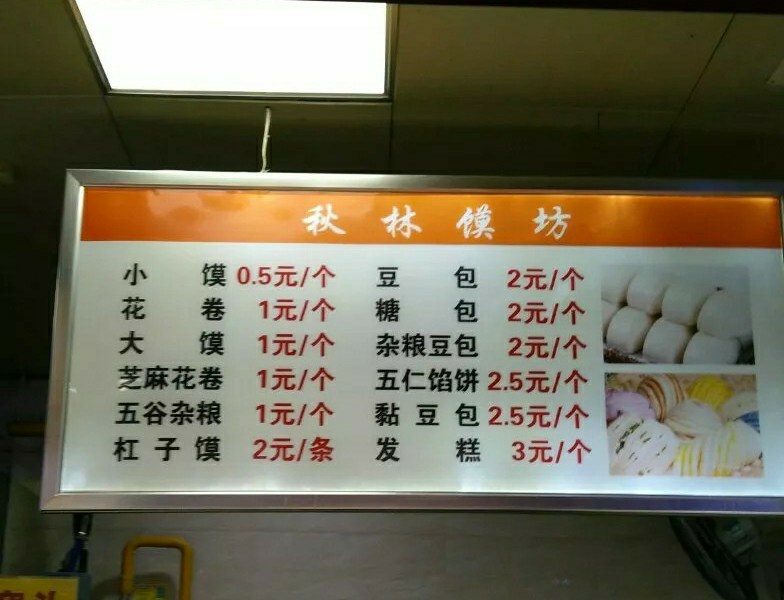 秋林馍坊
小馍 0.5元/个 豆包 2元/个
花卷 1元/个 糖包 2元/个
大馍 1元/个 杂粮豆包 2元/个
芝麻花卷 1元/个 五仁馅饼 2.5元/个
五谷杂粮 1元/个 黏豆包 2.5元/个
杠子馍 2元/条 发糕 3元/个